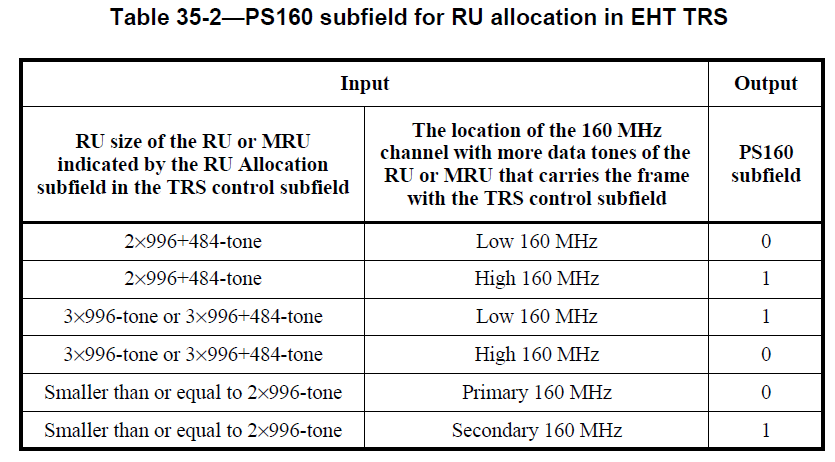 Table 35-2—PS160 subfield for RU allocation in EHT TRS
Input
Output
RU size of the RU or MRU
indicated by the RU Allocation
subfield in the TRS control subfield
The location of the 160 MHz
channel with more data tones of the
RU or MRU that carries the frame
with the TRS control subfield
PS160
subfield
2×996+484-tone
Low 160 MHz
0
2×996+484-tone
High 160 MHz
1
3×996-tone or 3×996+484-tone
Low 160 MHz
1
3×996-tone or 3×996+484-tone
High 160 MHz
0
Smaller than or equal to 2×996-tone
Primary 160 MHz
0
Smaller than or equal to 2×996-tone
Secondary 160 MHz
1